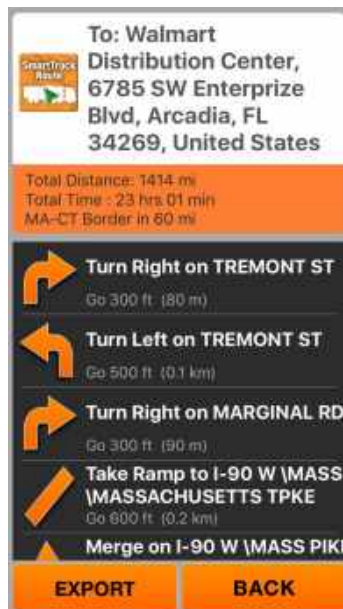 SmartTruck
Route
To: Walmart
Distribution Center,
6785 SW Enterprize
Blvd, Arcadia, FL
34269, United States
Total Distance: 1414 mi
Total Time : 23 hrs 01 min
MA-CT Border in 60 mi
Turn Right on TREMONT ST
Go 300 ft (80 m)
Turn Left on TREMONT ST
Go 500 ft (0.1 km)
Turn Right on MARGINAL RD
Go 300 ft (90 m)
Take Ramp to I-90 W \MASS
\MASSACHUSETTS TPKE
Go 600 ft (0.2 km)
Merge on I-90 W \MASS PIK
EXPORT BACK